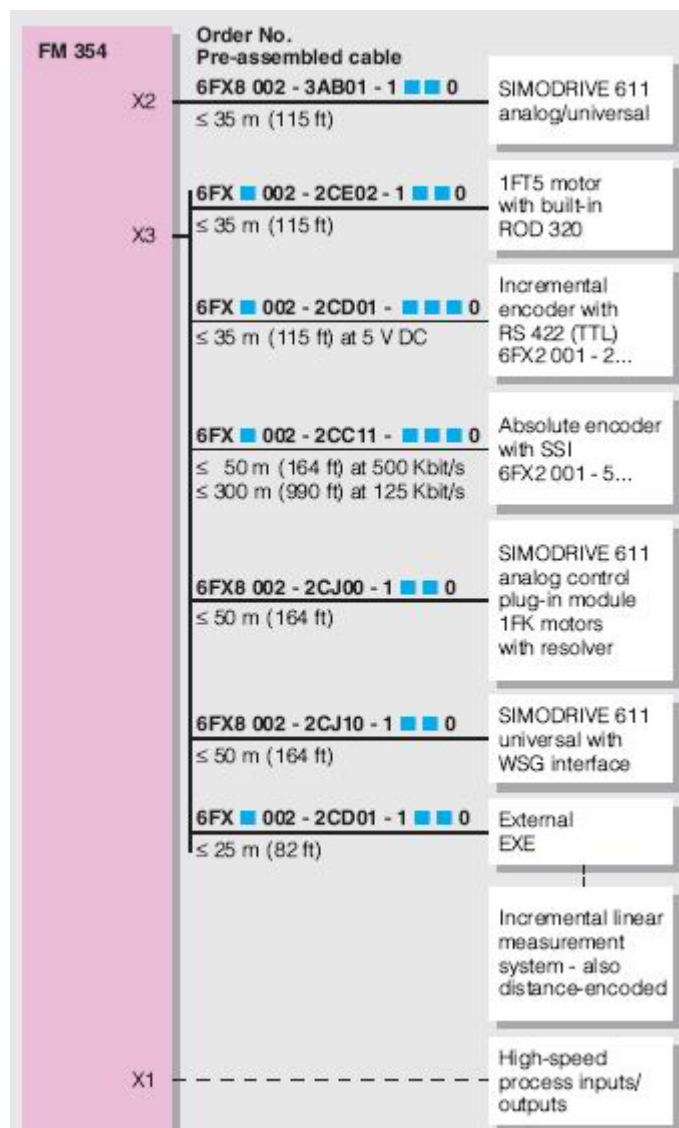 FM 354
Order No.
Pre-assembled cable
X2
6FX8 002 - 3AB01 - 1 ■ ■ 0
≤ 35 m (115 ft)
SIMODRIVE 611
analog/universal
X3
6FX ■ 002 - 2CE02 - 1 ■ ■ 0
≤ 35 m (115 ft)
1FT5 motor
with built-in
ROD 320
6FX ■ 002 - 2CD01 - ■ ■ ■ 0
≤ 35 m (115 ft) at 5 V DC
Incremental
encoder with
RS 422 (TTL)
6FX2 001 - 2...
6FX ■ 002 - 2CC11 - ■ ■ ■ 0
≤ 50 m (164 ft) at 500 Kbit/s
≤ 300 m (990 ft) at 125 Kbit/s
Absolute encoder
with SSI
6FX2 001 - 5...
6FX8 002 - 2CJ00 - 1 ■ ■ 0
≤ 50 m (164 ft)
SIMODRIVE 611
analog control
plug-in module
1FK motors
with resolver
6FX8 002 - 2CJ10 - 1 ■ ■ 0
≤ 50 m (164 ft)
SIMODRIVE 611
universal with
WSG interface
6FX ■ 002 - 2CD01 - 1 ■ ■ 0
≤ 25 m (82 ft)
External
EXE
Incremental linear
measurement
system - also
distance-encoded
X1
High-speed
process inputs/
outputs